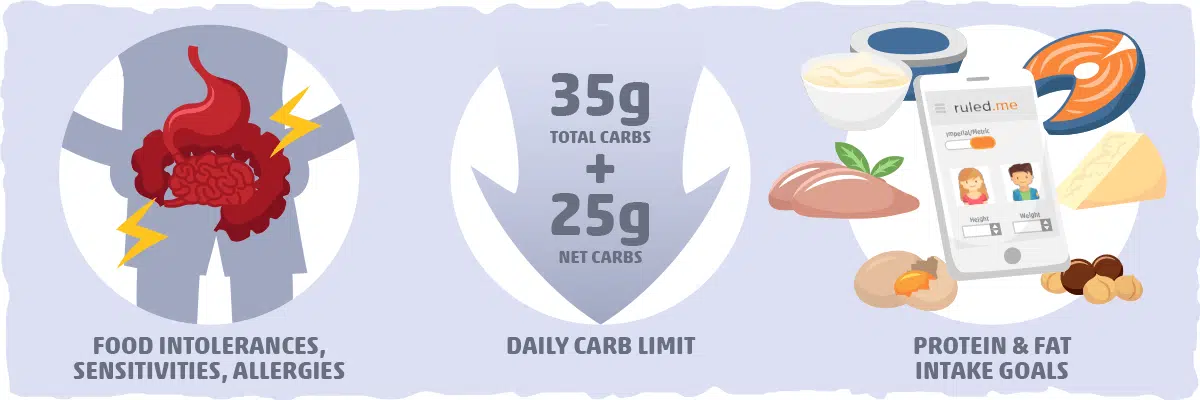 35g
TOTAL CARBS
+
25g
NET CARBS
ruled.me
Imperial/Metric
Height
Weight
FOOD INTOLERANCES,
SENSITIVITIES, ALLERGIES
DAILY CARB LIMIT
PROTEIN & FAT
INTAKE GOALS